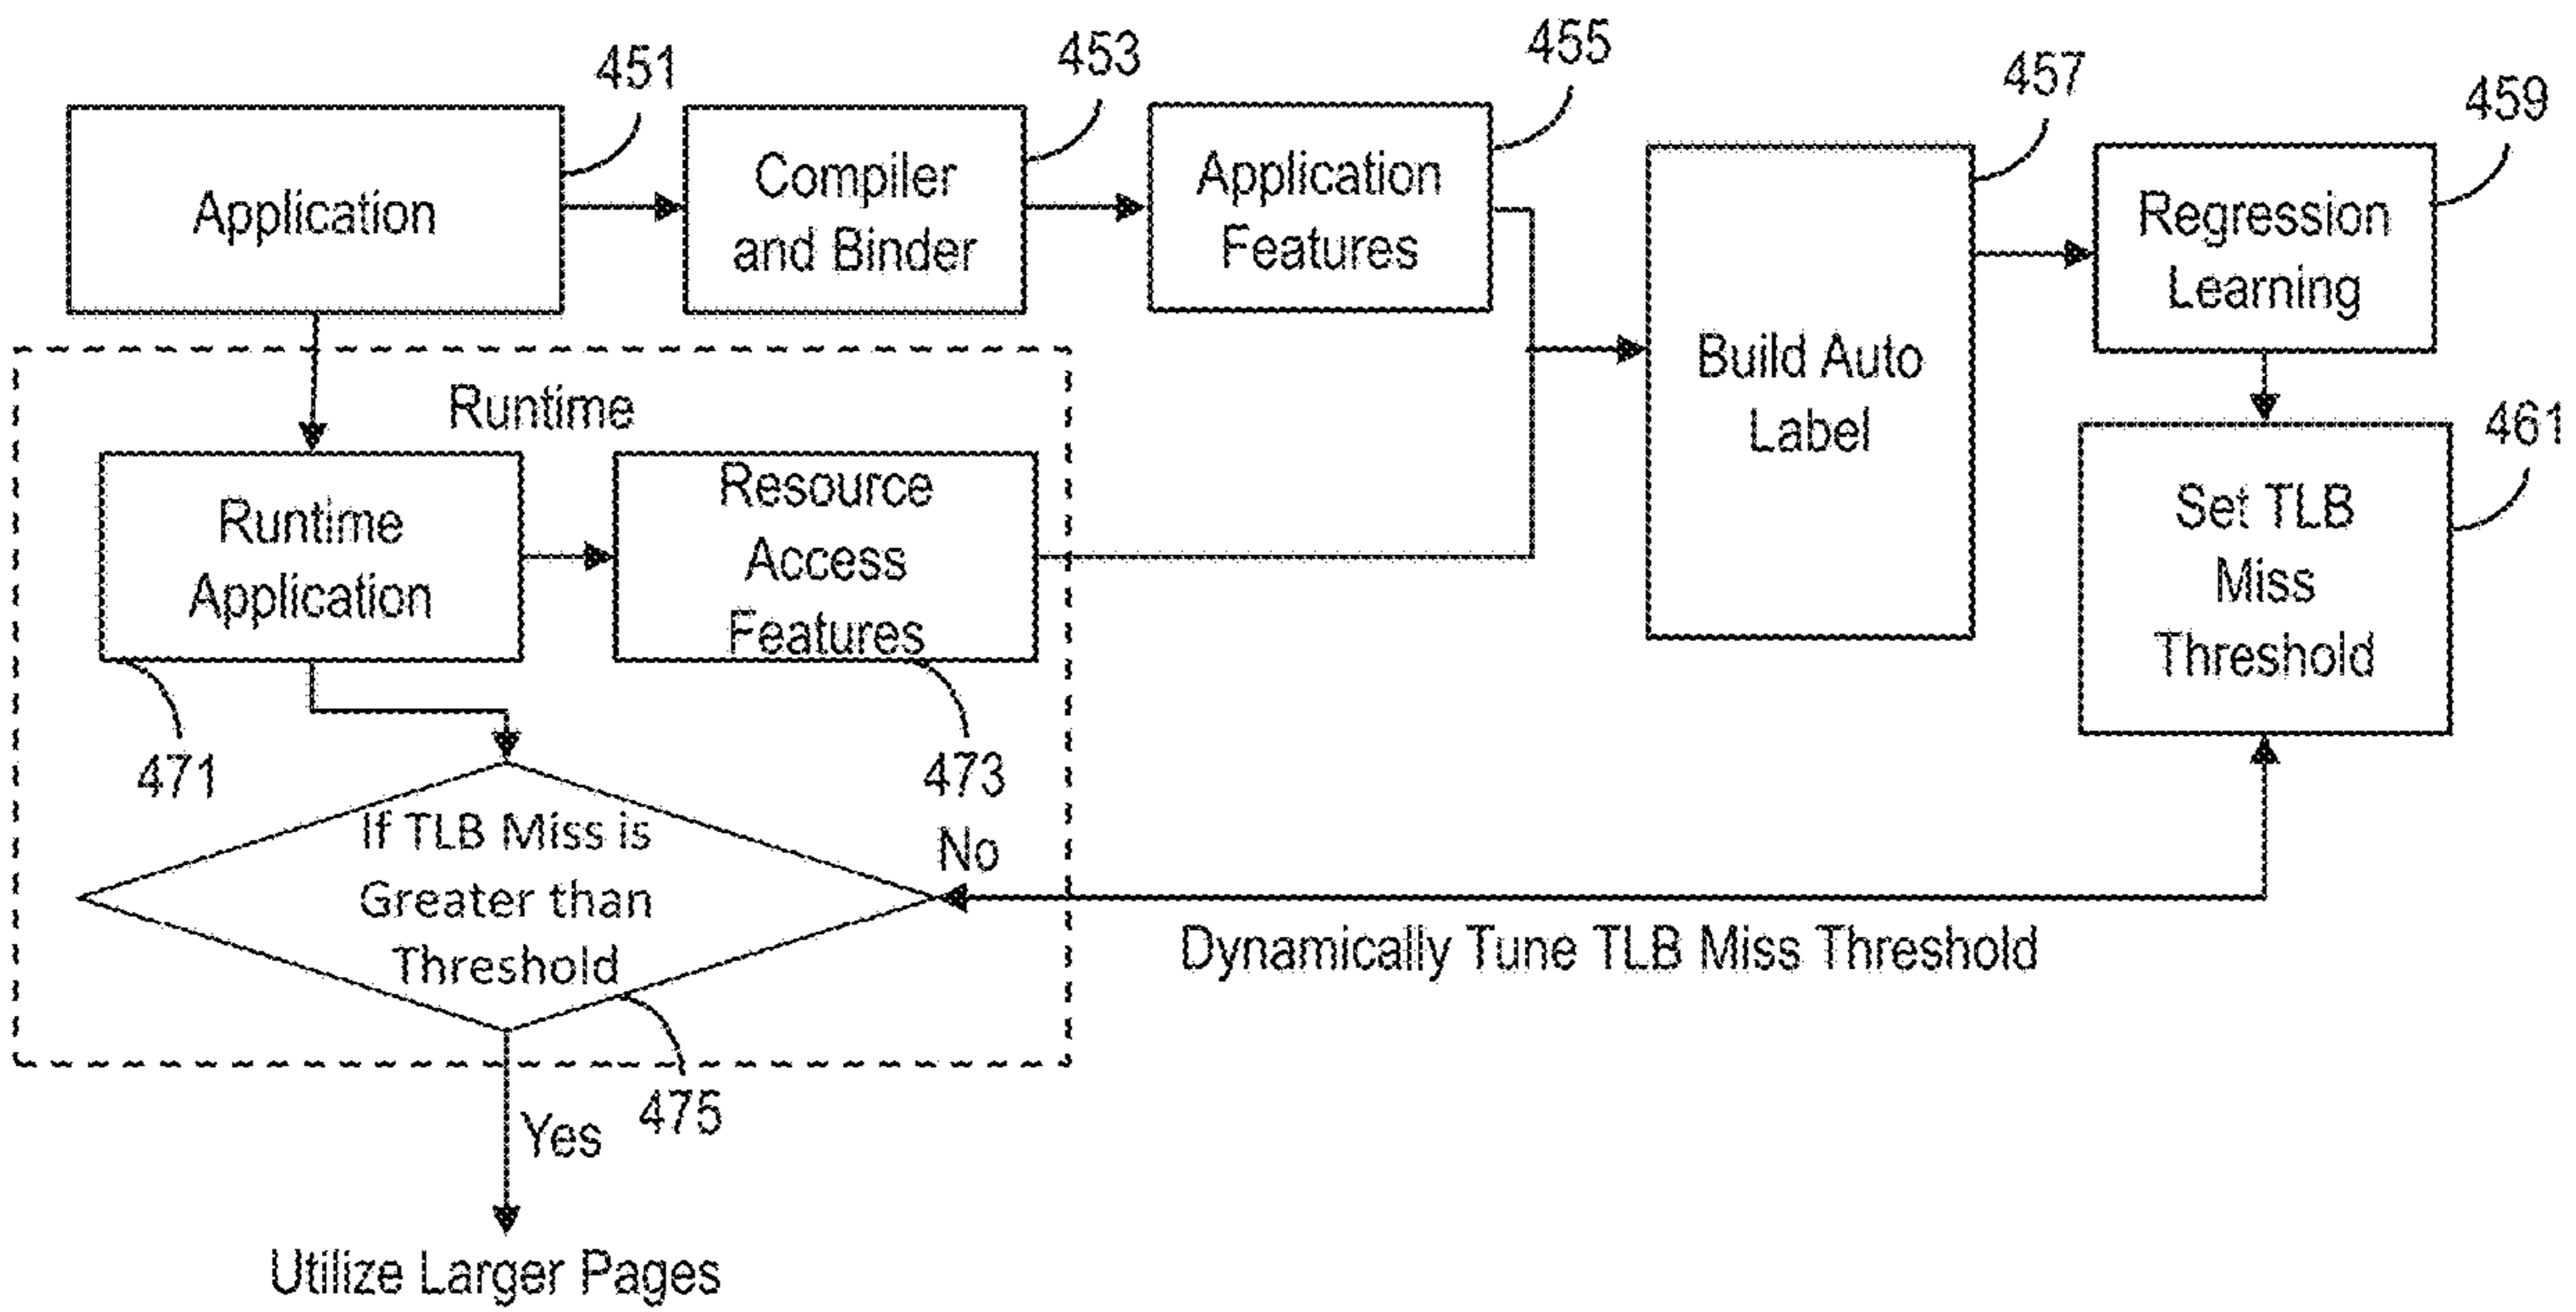 451
453
455
457
459
Application
Compiler
and Binder
Application
Features
Build Auto
Label
Regression
Learning
461
Set TLB
Miss
Threshold
Runtime
Runtime
Application
Resource
Access
Features
471
473
If TLB Miss is
Greater than
Threshold
No
Dynamically Tune TLB Miss Threshold
475
Yes
Utilize Larger Pages